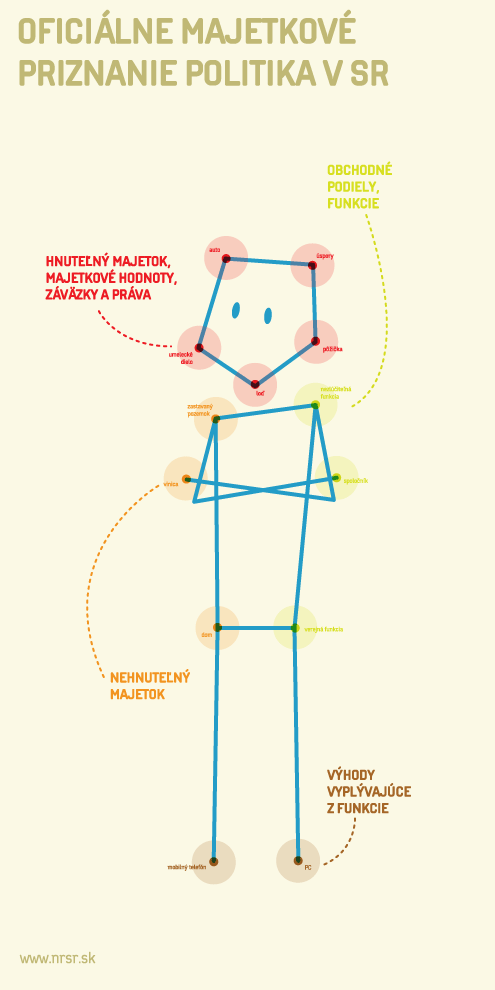 OFICIÁLNE MAJETKOVÉ
PRIZNANIE POLITIKA V SR
OBCHODNÉ
PODIELY,
FUNKCIE
HNUTEĽNÝ MAJETOK,
MAJETKOVÉ HODNOTY,
ZÁVÄZKY A PRÁVA
auto
úspory
umelecké
dielo
pôžička
loď
zastavaný
pozemok
nezlúčiteľná
funkcia
vinica
spoločník
dom
verejná funkcia
NEHNUTEĽNÝ
MAJETOK
VÝHODY
VYPLÝVAJÚCE
Z FUNKCIE
mobilný telefón
PC
www.nrsr.sk